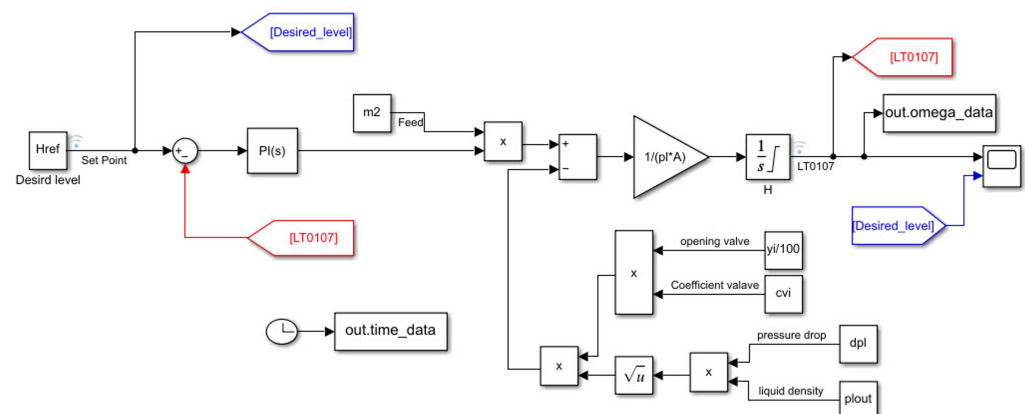 [Desired_level]
[LT0107]
m2
Feed
out.omega_data
Href
Set Point
Desird level
+
−
PI(s)
x
+
−
1/(pl*A)
1
s
H
LT0107
[LT0107]
[Desired_level]
opening valve
yi/100
x
Coefficient valave
cvi
out.time_data
pressure drop
dpl
x
√u
x
liquid density
plout